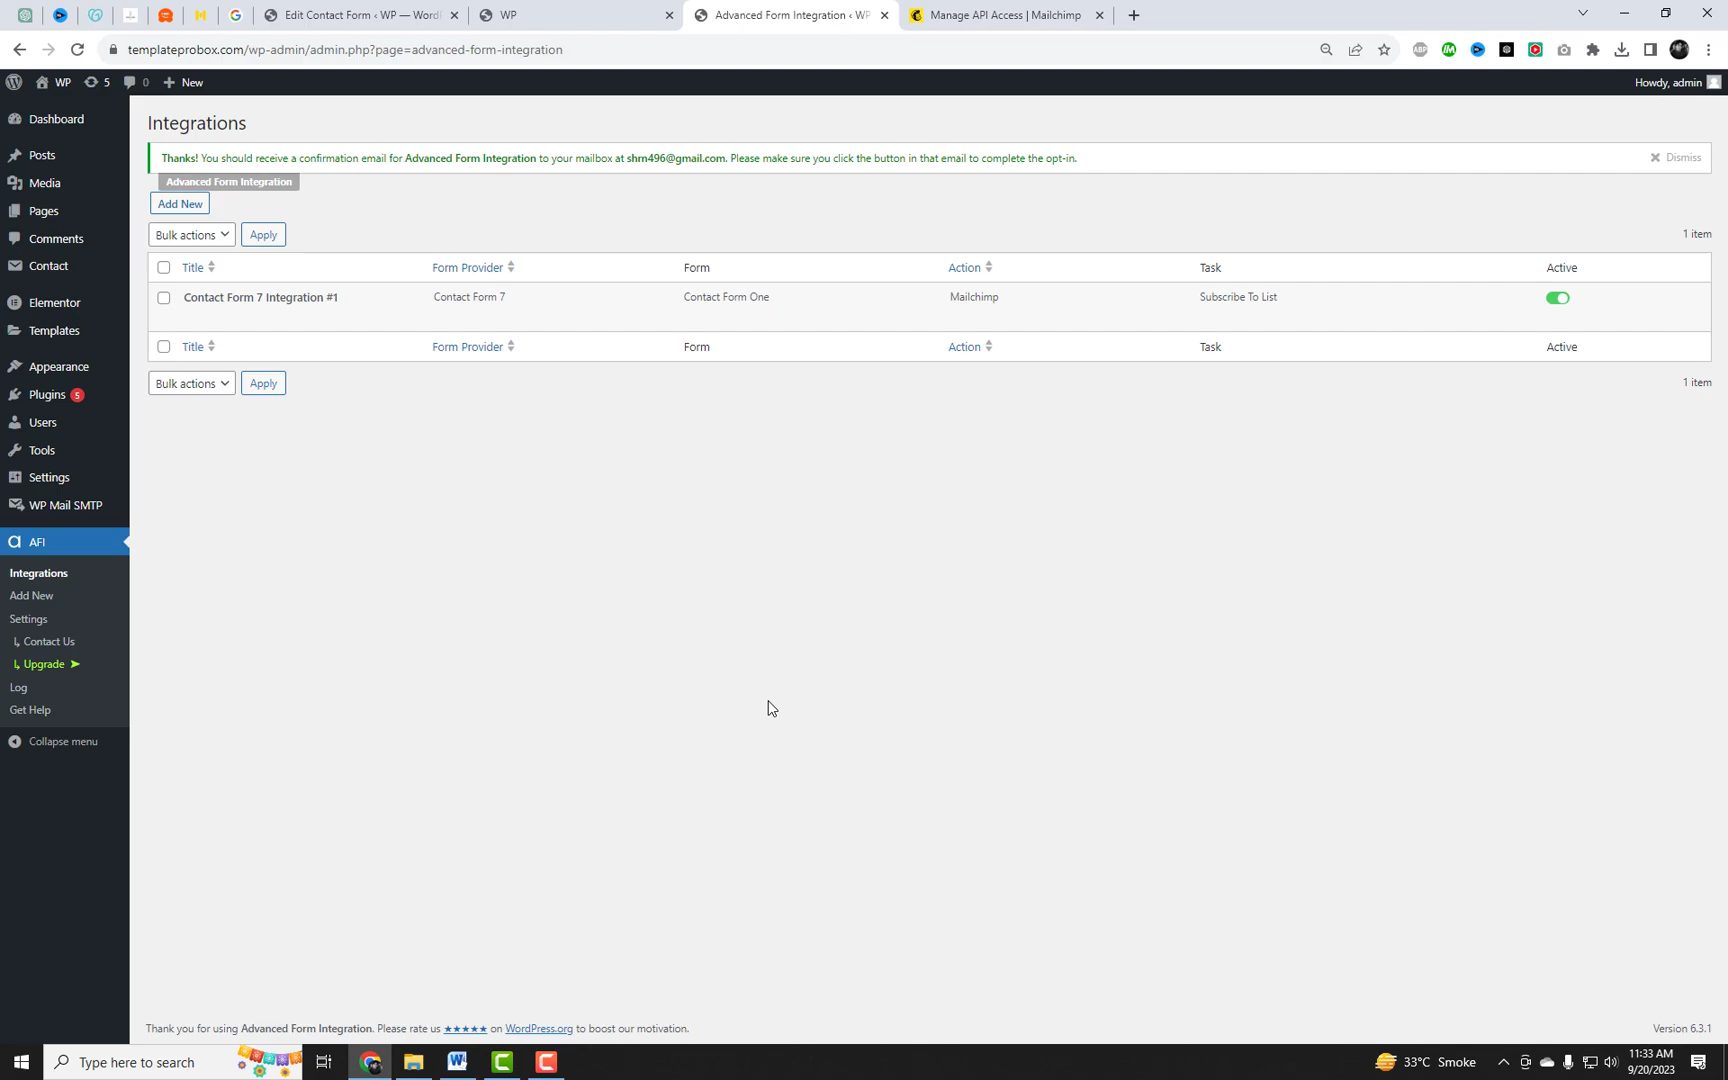 Edit Contact Form ‹ WP — Word
WP
Advanced Form Integration ‹ WP
Manage API Access | Mailchimp
templateprobox.com/wp-admin/admin.php?page=advanced-form-integration
WP
5
0
New
Howdy, admin
Dashboard
Posts
Media
Pages
Comments
Contact
Elementor
Templates
Appearance
Plugins 5
Users
Tools
Settings
WP Mail SMTP
AFI
Integrations
Add New
Settings
↳ Contact Us
↳ Upgrade ➤
Log
Get Help
Collapse menu
Integrations
Thanks! You should receive a confirmation email for Advanced Form Integration to your mailbox at shrn496@gmail.com. Please make sure you click the button in that email to complete the opt-in.
Dismiss
Advanced Form Integration
Add New
Bulk actions
Apply
1 item
Title
Form Provider
Form
Action
Task
Active
Contact Form 7 Integration #1
Contact Form 7
Contact Form One
Mailchimp
Subscribe To List
Title
Form Provider
Form
Action
Task
Active
Bulk actions
Apply
1 item
Thank you for using Advanced Form Integration. Please rate us ★★★★★ on WordPress.org to boost our motivation.
Version 6.3.1
Type here to search
33°C Smoke
11:33 AM
9/20/2023